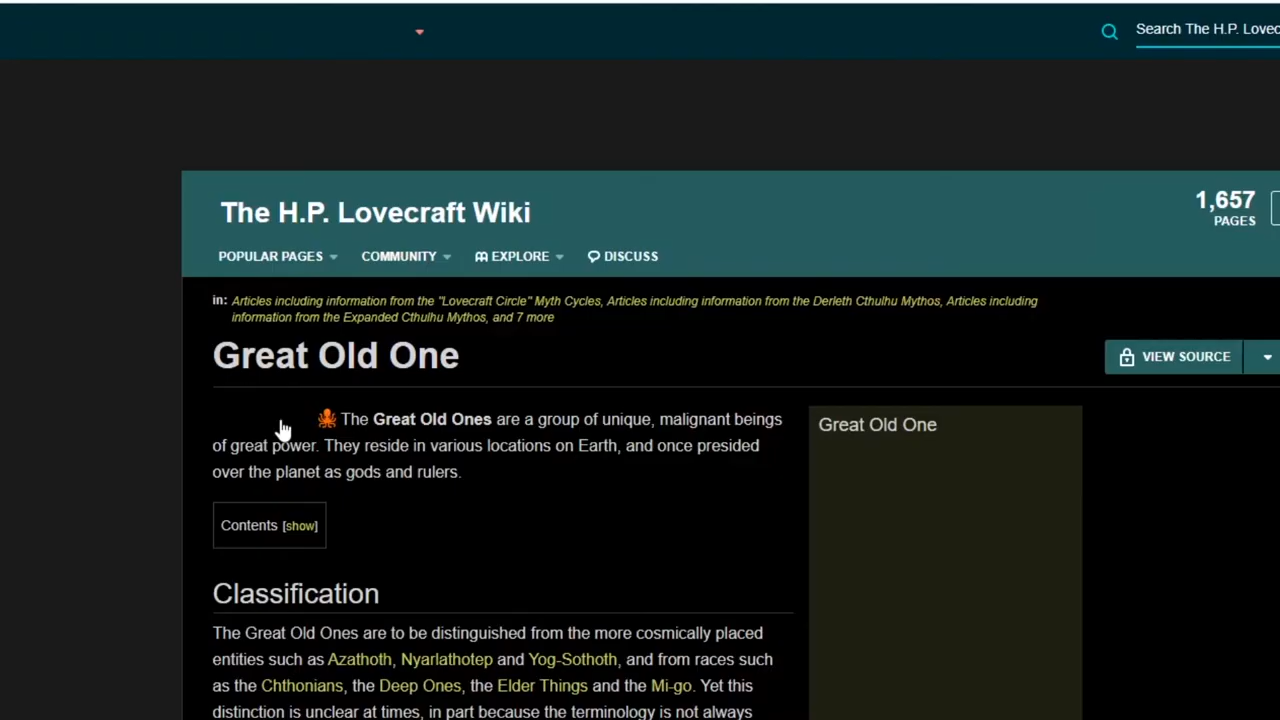 Search The H.P. Lovec
The H.P. Lovecraft Wiki
1,657
PAGES
POPULAR PAGES COMMUNITY EXPLORE DISCUSS
in: Articles including information from the "Lovecraft Circle" Myth Cycles, Articles including information from the Derleth Cthulhu Mythos, Articles including
information from the Expanded Cthulhu Mythos, and 7 more
Great Old One
VIEW SOURCE
The Great Old Ones are a group of unique, malignant beings
of great power. They reside in various locations on Earth, and once presided
over the planet as gods and rulers.
Great Old One
Contents [show]
Classification
The Great Old Ones are to be distinguished from the more cosmically placed
entities such as Azathoth, Nyarlathotep and Yog-Sothoth, and from races such
as the Chthonians, the Deep Ones, the Elder Things and the Mi-go. Yet this
distinction is unclear at times, in part because the terminology is not always